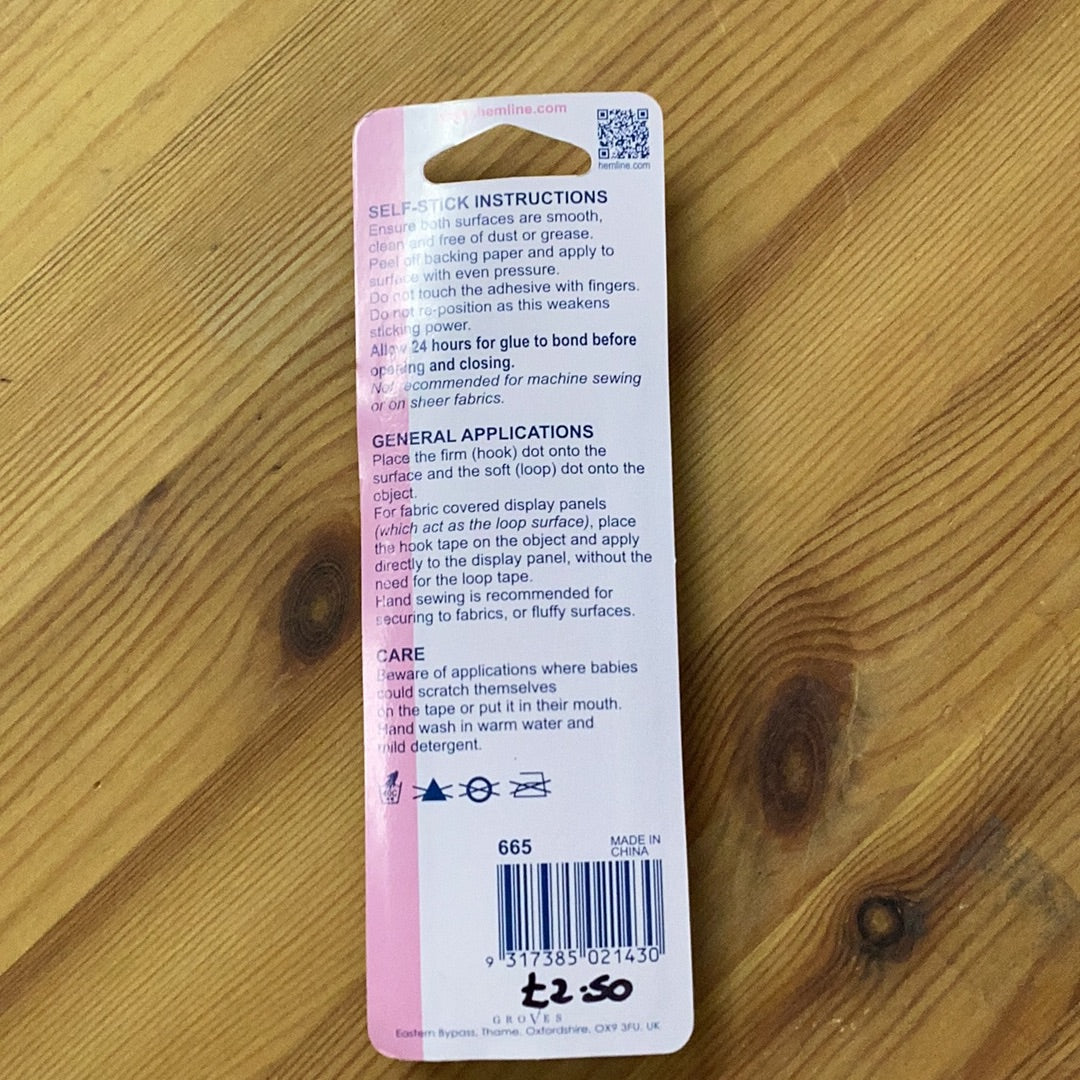 hemline.com
hemline.com
SELF-STICK INSTRUCTIONS
Ensure both surfaces are smooth,
clean and free of dust or grease.
Peel off backing paper and apply to
surface with even pressure.
Do not touch the adhesive with fingers.
Do not re-position as this weakens
sticking power.
Allow 24 hours for glue to bond before
opening and closing.
Not recommended for machine sewing
or on sheer fabrics.
GENERAL APPLICATIONS
Place the firm (hook) dot onto the
surface and the soft (loop) dot onto the
object.
For fabric covered display panels
(which act as the loop surface), place
the hook tape on the object and apply
directly to the display panel, without the
need for the loop tape.
Hand sewing is recommended for
securing to fabrics, or fluffy surfaces.
CARE
Beware of applications where babies
could scratch themselves
on the tape or put it in their mouth.
Hand wash in warm water and
mild detergent.
665
MADE IN
CHINA
9 317385 021430
£2.50
GROVES
Eastern Bypass, Thame, Oxfordshire, OX9 3FU, UK